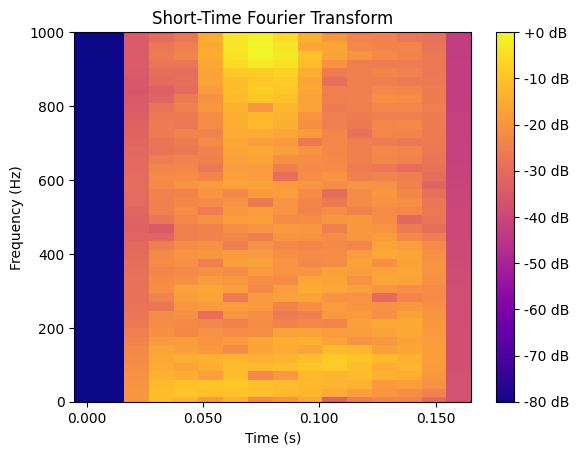 Short-Time Fourier Transform
1000
800
600
400
200
0
Frequency (Hz)
0.000
0.050
0.100
0.150
Time (s)
+0 dB
-10 dB
-20 dB
-30 dB
-40 dB
-50 dB
-60 dB
-70 dB
-80 dB